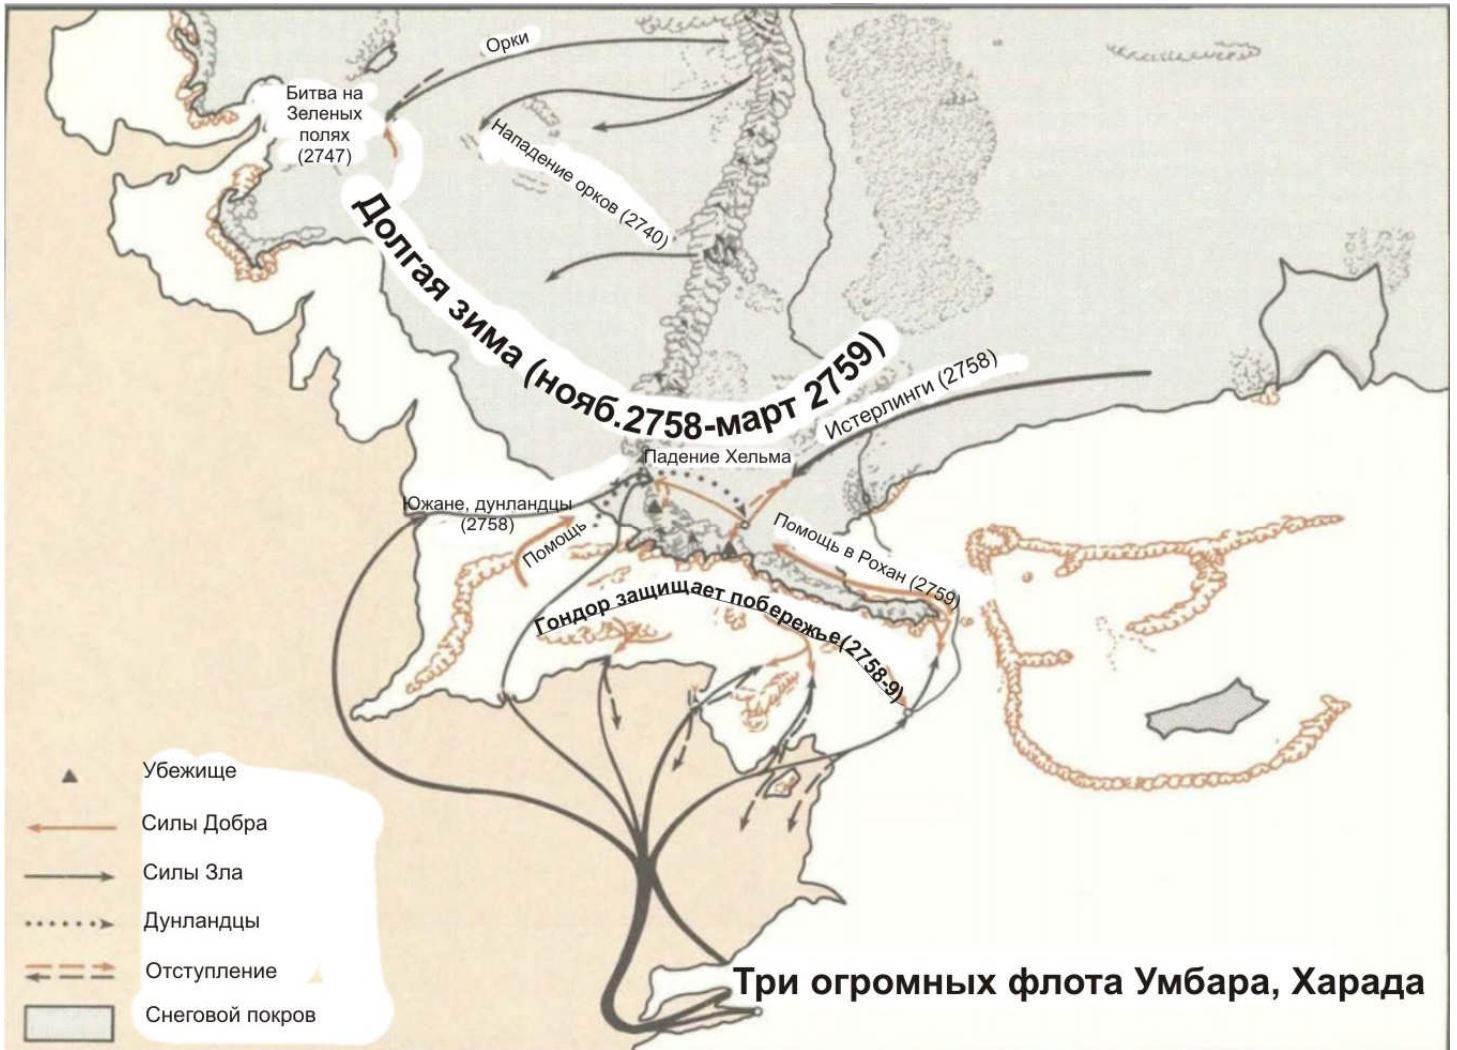 Орки
Битва на
Зеленых
полях
(2747)
Нападение орков (2740)
Долгая зима (нояб.2758-март 2759)
Истерлинги (2758)
Падение Хельма
Южане, дунландцы
(2758)
Помощь
Помощь в Рохан (2759)
Гондор защищает побережье(2758-9)
Убежище
Силы Добра
Силы Зла
Дунландцы
Отступление
Снеговой покров
Три огромных флота Умбара, Харада